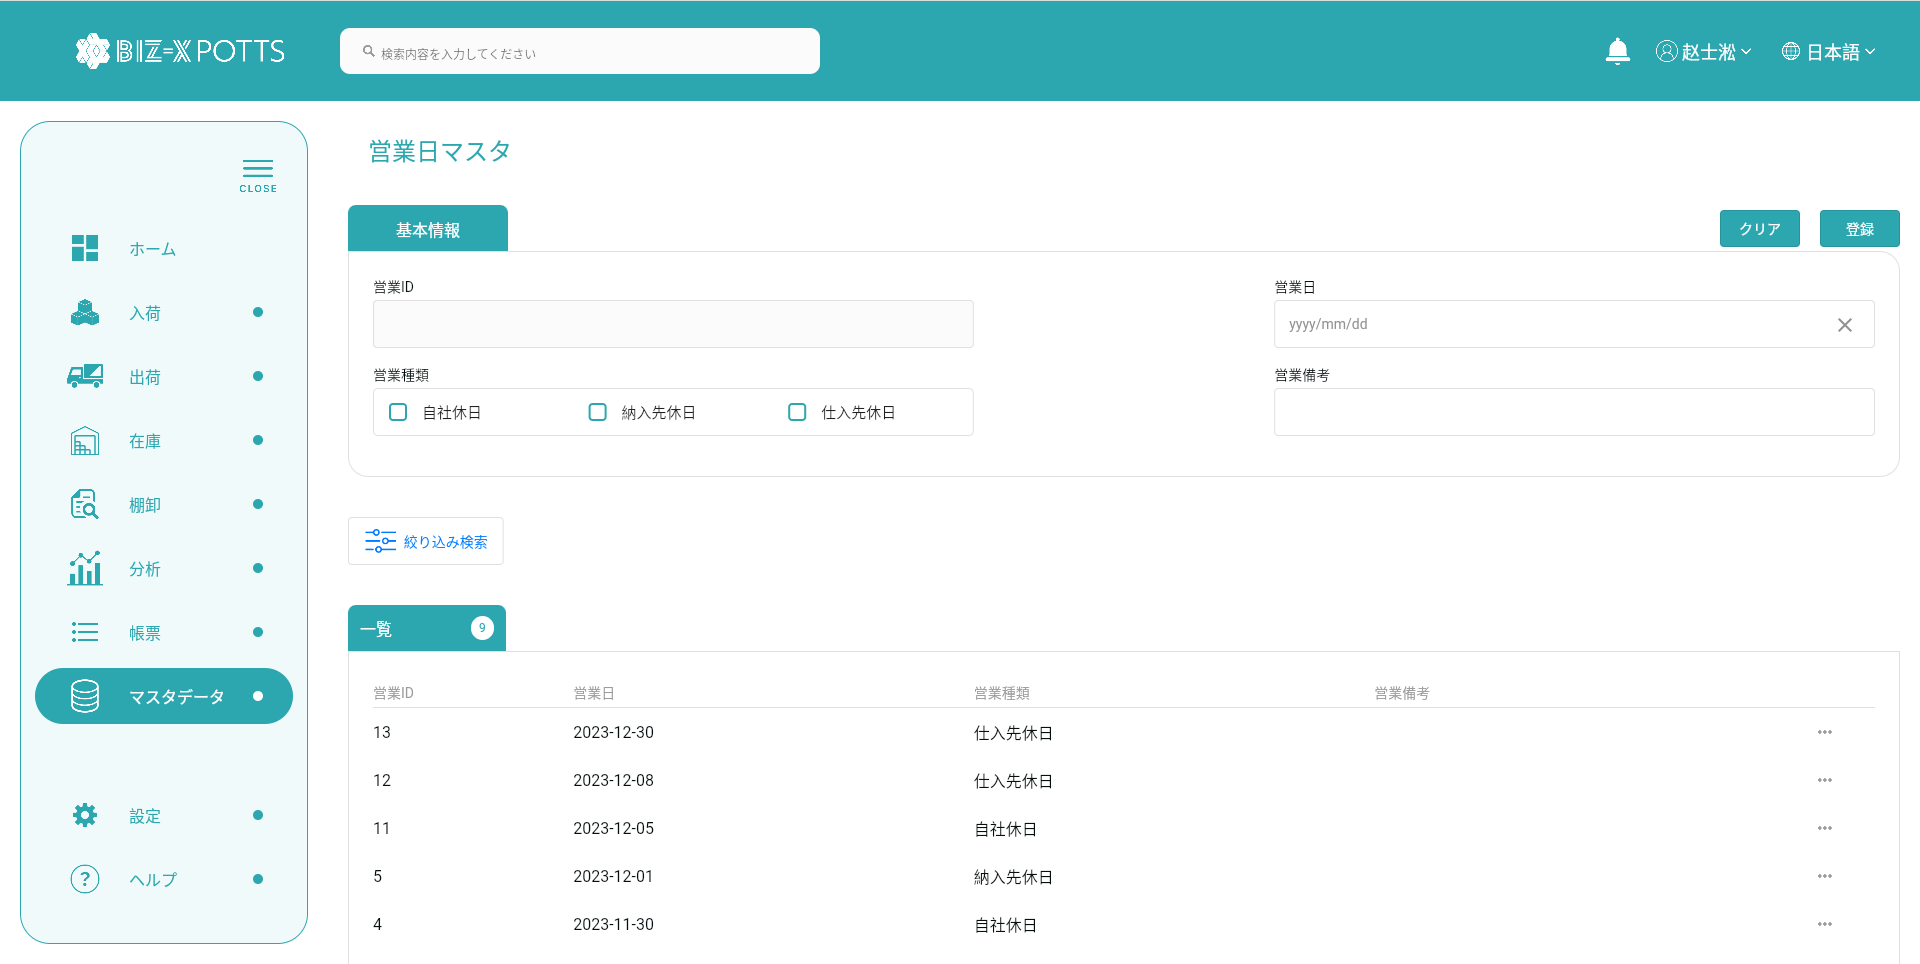 BIZ=X POTTS
検索内容を入力してください
赵士淞
日本語
CLOSE
ホーム
入荷
出荷
在庫
棚卸
分析
帳票
マスタデータ
設定
ヘルプ
営業日マスタ
基本情報
クリア
登録
営業ID
営業日
yyyy/mm/dd
営業種類
自社休日
納入先休日
仕入先休日
営業備考
絞り込み検索
一覧 9
営業ID 営業日 営業種類 営業備考
13 2023-12-30 仕入先休日
12 2023-12-08 仕入先休日
11 2023-12-05 自社休日
5 2023-12-01 納入先休日
4 2023-11-30 自社休日